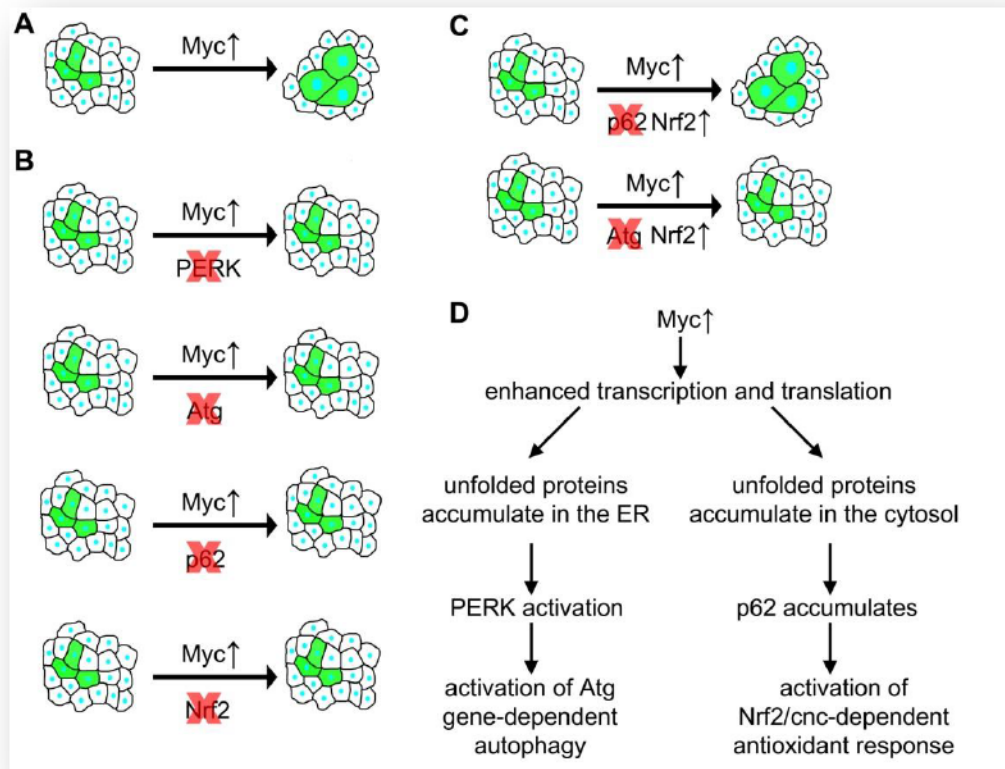 A
Myc↑
B
Myc↑
PERK
Myc↑
Atg
Myc↑
p62
Myc↑
Nrf2
C
Myc↑
p62 Nrf2↑
Myc↑
Atg Nrf2↑
D
Myc↑
enhanced transcription and translation
unfolded proteins
accumulate in the ER
PERK activation
activation of Atg
gene-dependent
autophagy
unfolded proteins
accumulate in the cytosol
p62 accumulates
activation of
Nrf2/cnc-dependent
antioxidant response